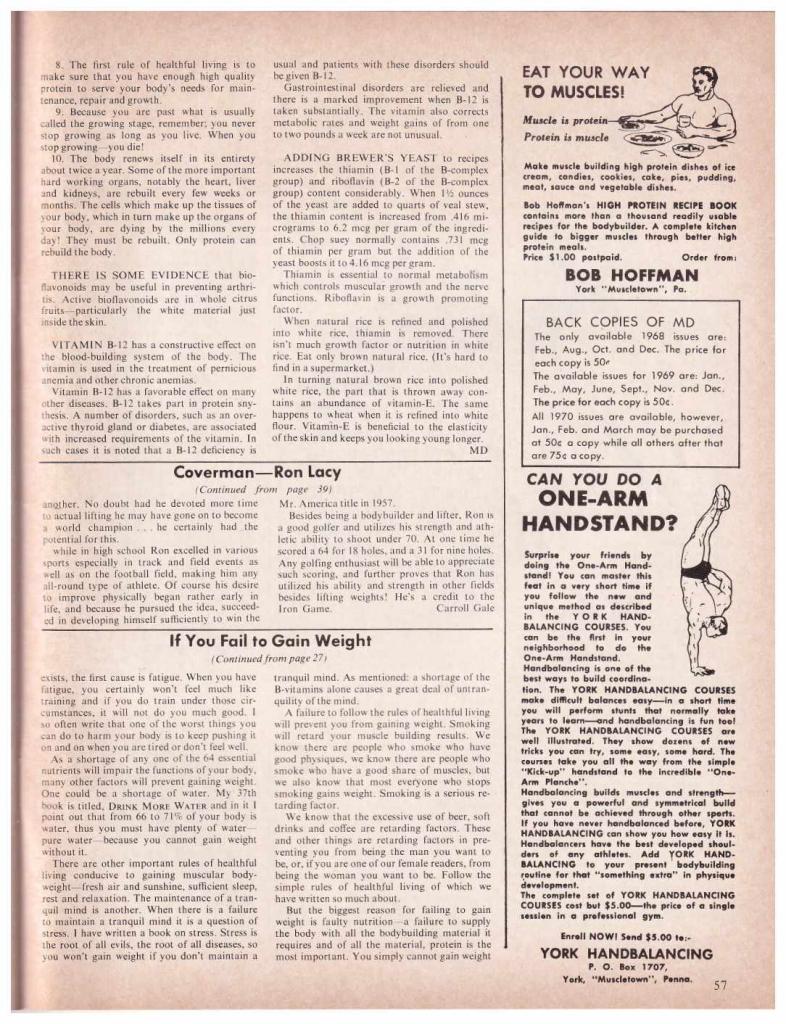 8. The first rule of healthful living is to
make sure that you have enough high quality
protein to serve your body's needs for main-
tenance, repair and growth.
9. Because you are past what is usually
called the growing stage, remember; you never
stop growing as long as you live. When you
stop growing—you die!
10. The body renews itself in its entirety
about twice a year. Some of the more important
hard working organs, notably the heart, liver
and kidneys, are rebuilt every few weeks or
months. The cells which make up the tissues of
your body, which in turn make up the organs of
your body, are dying by the millions every
day! They must be rebuilt. Only protein can
rebuild the body.
THERE IS SOME EVIDENCE that bio-
flavonoids may be useful in preventing arthri-
tis. Active bioflavonoids are in whole citrus
fruits—particularly the white material just
inside the skin.
VITAMIN B-12 has a constructive effect on
the blood-building system of the body. The
vitamin is used in the treatment of pernicious
anemia and other chronic anemias.
Vitamin B-12 has a favorable effect on many
other diseases. B-12 takes part in protein sny-
thesis. A number of disorders, such as an over-
active thyroid gland or diabetes, are associated
with increased requirements of the vitamin. In
such cases it is noted that a B-12 deficiency is
usual and patients with these disorders should
be given B-12.
Gastrointestinal disorders are relieved and
there is a marked improvement when B-12 is
taken substantially. The vitamin also corrects
metabolic rates and weight gains of from one
to two pounds a week are not unusual.
ADDING BREWER'S YEAST to recipes
increases the thiamin (B-1 of the B-complex
group) and riboflavin (B-2 of the B-complex
group) content considerably. When 1½ ounces
of the yeast are added to quarts of veal stew,
the thiamin content is increased from .416 mi-
crograms to 6.2 mcg per gram of the ingredi-
ents. Chop suey normally contains .731 mcg
of thiamin per gram but the addition of the
yeast boosts it to 4.16 mcg per gram.
Thiamin is essential to normal metabolism
which controls muscular growth and the nerve
functions. Riboflavin is a growth promoting
factor.
When natural rice is refined and polished
into white rice, thiamin is removed. There
isn't much growth factor or nutrition in white
rice. Eat only brown natural rice. (It's hard to
find in a supermarket.)
In turning natural brown rice into polished
white rice, the part that is thrown away con-
tains an abundance of vitamin-E. The same
happens to wheat when it is refined into white
flour. Vitamin-E is beneficial to the elasticity
of the skin and keeps you looking young longer.
MD
Coverman—Ron Lacy
(Continued from page 39)
another. No doubt had he devoted more time
to actual lifting he may have gone on to become
a world champion . . . he certainly had the
potential for this.
while in high school Ron excelled in various
sports especially in track and field events as
well as on the football field, making him any
all-round type of athlete. Of course his desire
to improve physically began rather early in
life, and because he pursued the idea, succeed-
ed in developing himself sufficiently to win the
Mr. America title in 1957.
Besides being a bodybuilder and lifter, Ron is
a good golfer and utilizes his strength and ath-
letic ability to shoot under 70. At one time he
scored a 64 for 18 holes, and a 31 for nine holes.
Any golfing enthusiast will be able to appreciate
such scoring, and further proves that Ron has
utilized his ability and strength in other fields
besides lifting weights! He's a credit to the
Iron Game. Carroll Gale
If You Fail to Gain Weight
(Continued from page 27)
exists, the first cause is fatigue. When you have
fatigue, you certainly won't feel much like
training and if you do train under those cir-
cumstances, it will not do you much good. I
so often write that one of the worst things you
can do to harm your body is to keep pushing it
on and on when you are tired or don't feel well.
As a shortage of any one of the 64 essential
nutrients will impair the functions of your body,
many other factors will prevent gaining weight.
One could be a shortage of water. My 37th
book is titled, DRINK MORE WATER and in it I
point out that from 66 to 71% of your body is
water, thus you must have plenty of water—
pure water—because you cannot gain weight
without it.
There are other important rules of healthful
living conducive to gaining muscular body-
weight—fresh air and sunshine, sufficient sleep,
rest and relaxation. The maintenance of a tran-
quil mind is another. When there is a failure
to maintain a tranquil mind it is a question of
stress. I have written a book on stress. Stress is
the root of all evils, the root of all diseases, so
you won't gain weight if you don't maintain a
tranquil mind. As mentioned: a shortage of the
B-vitamins alone causes a great deal of untran-
quility of the mind.
A failure to follow the rules of healthful living
will prevent you from gaining weight. Smoking
will retard your muscle building results. We
know there are people who smoke who have
good physiques, we know there are people who
smoke who have a good share of muscles, but
we also know that most everyone who stops
smoking gains weight. Smoking is a serious re-
tarding factor.
We know that the excessive use of beer, soft
drinks and coffee are retarding factors. These
and other things are retarding factors in pre-
venting you from being the man you want to
be, or, if you are one of our female readers, from
being the woman you want to be. Follow the
simple rules of healthful living of which we
have written so much about.
But the biggest reason for failing to gain
weight is faulty nutrition—a failure to supply
the body with all the bodybuilding material it
requires and of all the material, protein is the
most important. You simply cannot gain weight
EAT YOUR WAY
TO MUSCLES!
Muscle is protein—
Protein is muscle
Make muscle building high protein dishes of ice
cream, candies, cookies, cake, pies, pudding,
meat, sauce and vegetable dishes.
Bob Hoffman's HIGH PROTEIN RECIPE BOOK
contains more than a thousand readily usable
recipes for the bodybuilder. A complete kitchen
guide to bigger muscles through better high
protein meals.
Price $1.00 postpaid. Order from:
BOB HOFFMAN
York "Muscletown", Pa.
BACK COPIES OF MD
The only available 1968 issues are:
Feb., Aug., Oct. and Dec. The price for
each copy is 50¢
The available issues for 1969 are: Jan.,
Feb., May, June, Sept., Nov. and Dec.
The price for each copy is 50¢.
All 1970 issues are available, however,
Jan., Feb. and March may be purchased
at 50¢ a copy while all others after that
are 75¢ a copy.
CAN YOU DO A
ONE-ARM
HANDSTAND?
Surprise your friends by
doing the One-Arm Hand-
stand! You can master this
feat in a very short time if
you follow the new and
unique method as described
in the YORK HAND-
BALANCING COURSES. You
can be the first in your
neighborhood to do the
One-Arm Handstand.
Handbalancing is one of the
best ways to build coordina-
tion. The YORK HANDBALANCING COURSES
make difficult balances easy—in a short time
you will perform stunts that normally take
years to learn—and handbalancing is fun too!
The YORK HANDBALANCING COURSES are
well illustrated. They show dozens of new
tricks you can try, some easy, some hard. The
courses take you all the way from the simple
"Kick-up" handstand to the incredible "One-
Arm Planche".
Handbalancing builds muscles and strength—
gives you a powerful and symmetrical build
that cannot be achieved through other sports.
If you have never handbalanced before, YORK
HANDBALANCING can show you how easy it is.
Handbalancers have the best developed shoul-
ders of any athletes. Add YORK HAND-
BALANCING to your present bodybuilding
routine for that "something extra" in physique
development.
The complete set of YORK HANDBALANCING
COURSES cost but $5.00—the price of a single
session in a professional gym.
Enroll NOW! Send $5.00 to:-
YORK HANDBALANCING
P. O. Box 1707,
York, "Muscletown", Penna.
57